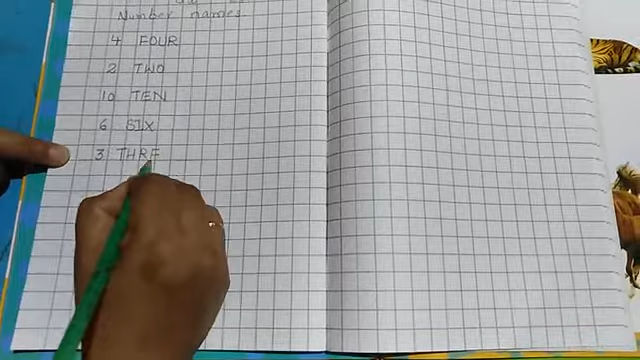 Number names.
4 FOUR
2 TWO
10 TEN
6 SIX
3 THRE